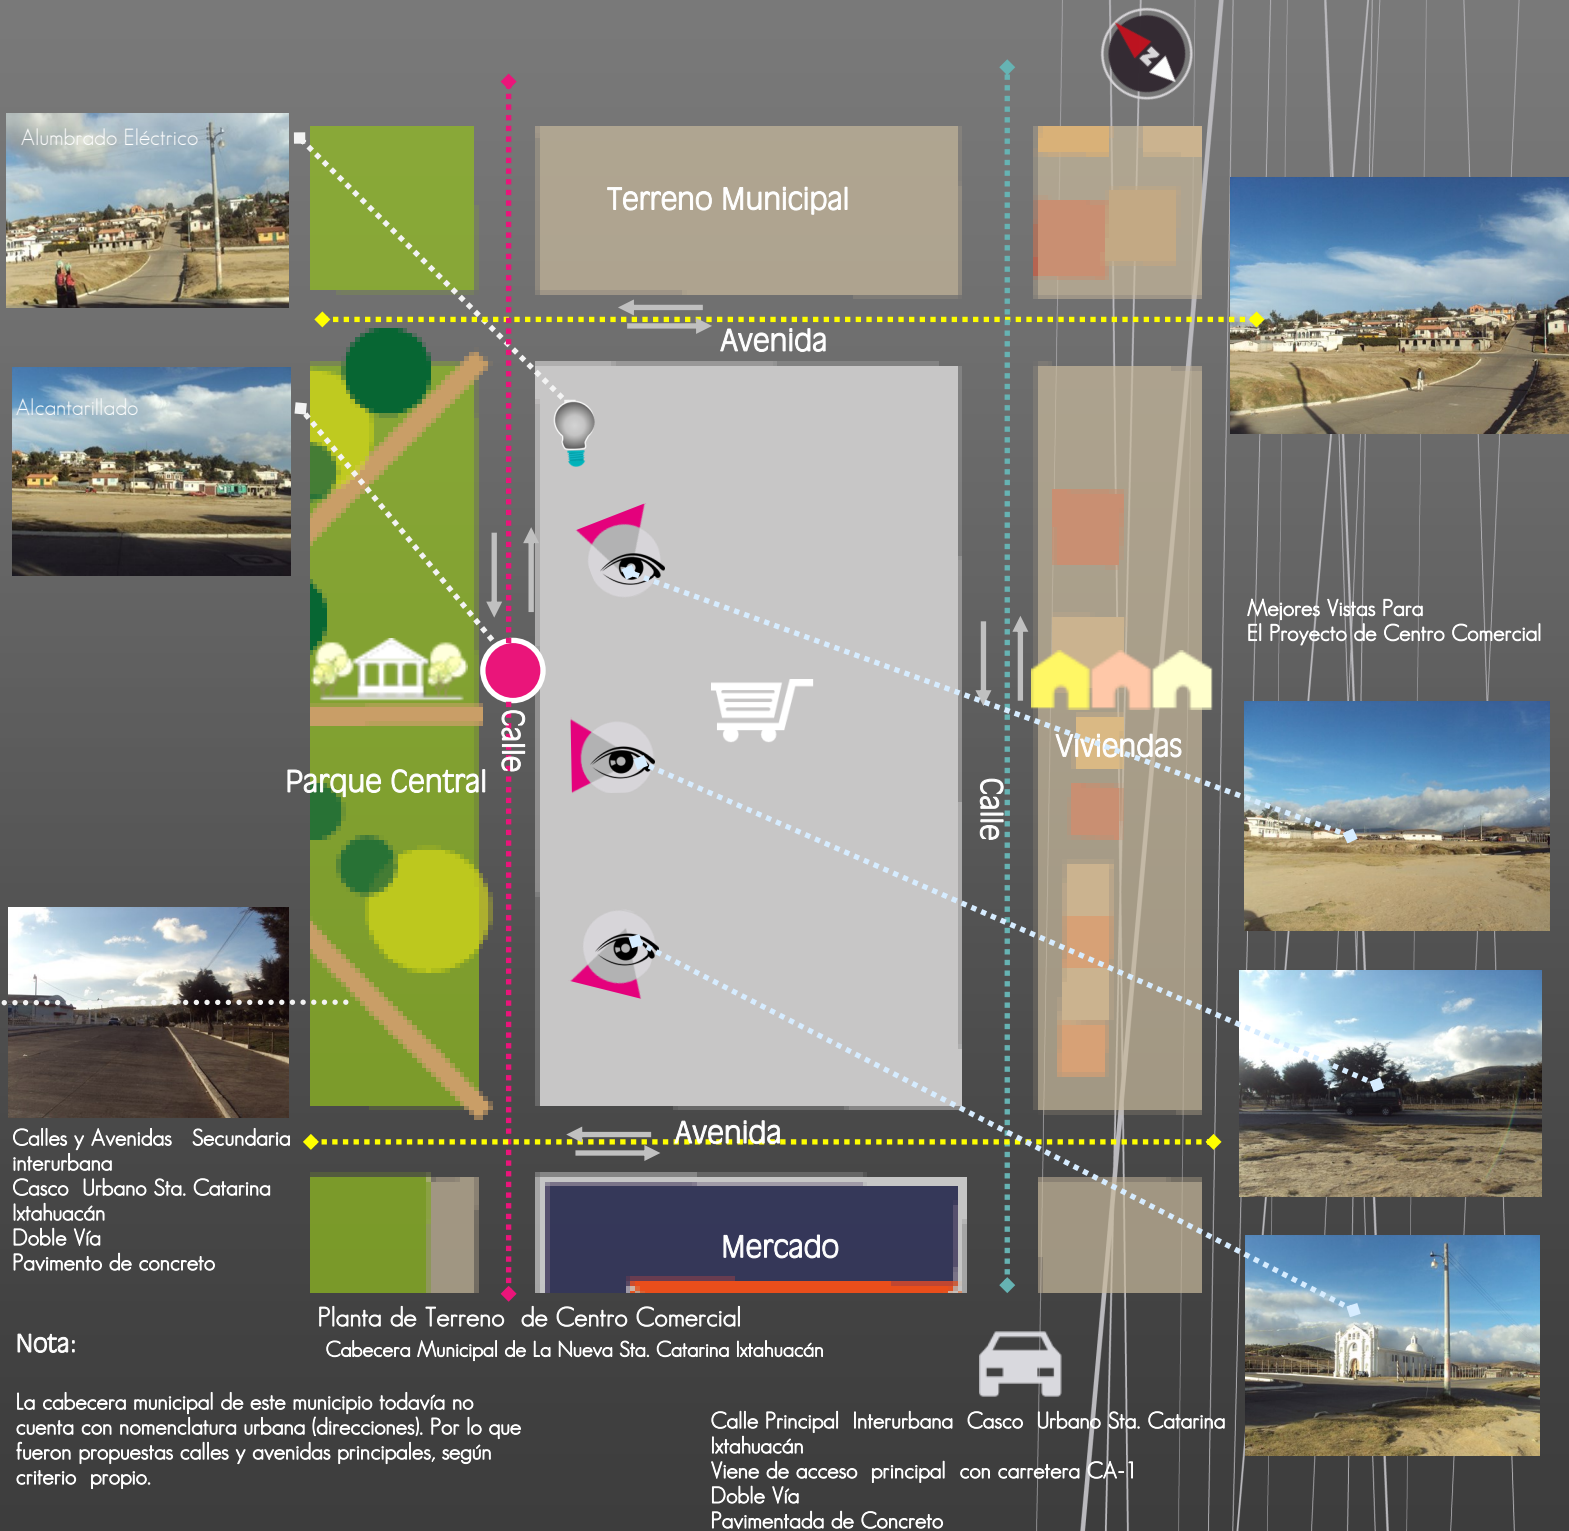 N
Alumbrado Eléctrico
Terreno Municipal
Avenida
Alcantarillado
Mejores Vistas Para
El Proyecto de Centro Comercial
Calle
Viviendas
Parque Central
Calle
Avenida
Calles y Avenidas Secundaria
interurbana
Casco Urbano Sta. Catarina
Ixtahuacán
Doble Vía
Pavimento de concreto
Mercado
Planta de Terreno de Centro Comercial
Cabecera Municipal de La Nueva Sta. Catarina Ixtahuacán
Nota:
La cabecera municipal de este municipio todavía no
cuenta con nomenclatura urbana (direcciones). Por lo que
fueron propuestas calles y avenidas principales, según
criterio propio.
Calle Principal Interurbana Casco Urbano Sta. Catarina
Ixtahuacán
Viene de acceso principal con carretera CA-1
Doble Vía
Pavimentada de Concreto